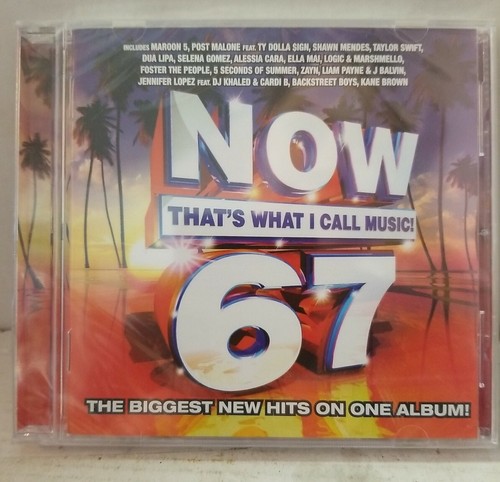 INCLUDES MAROON 5, POST MALONE FEAT. TY DOLLA $IGN, SHAWN MENDES, TAYLOR SWIFT,
DUA LIPA, SELENA GOMEZ, ALESSIA CARA, ELLA MAI, LOGIC & MARSHMELLO,
FOSTER THE PEOPLE, 5 SECONDS OF SUMMER, ZAYN, LIAM PAYNE & J BALVIN,
JENNIFER LOPEZ FEAT. DJ KHALED & CARDI B, BACKSTREET BOYS, KANE BROWN
NOW
THAT'S WHAT I CALL MUSIC!
67
THE BIGGEST NEW HITS ON ONE ALBUM!